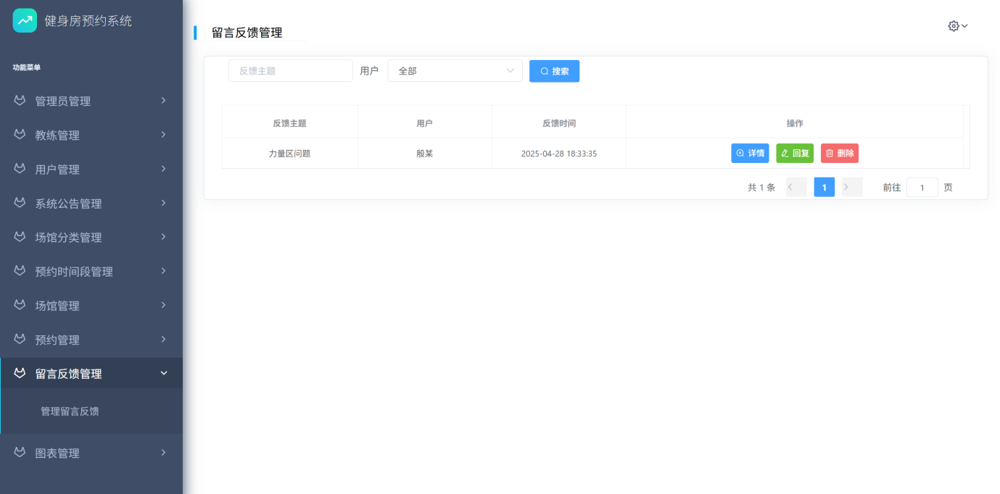 健身房预约系统
功能菜单
管理员管理
教练管理
用户管理
系统公告管理
场馆分类管理
预约时间段管理
场馆管理
预约管理
留言反馈管理
管理留言反馈
图表管理
留言反馈管理
反馈主题 用户 全部 搜索
反馈主题 用户 反馈时间 操作
力量区问题 殷某 2025-04-28 18:33:35 详情 回复 删除
共 1 条 1 前往 1 页